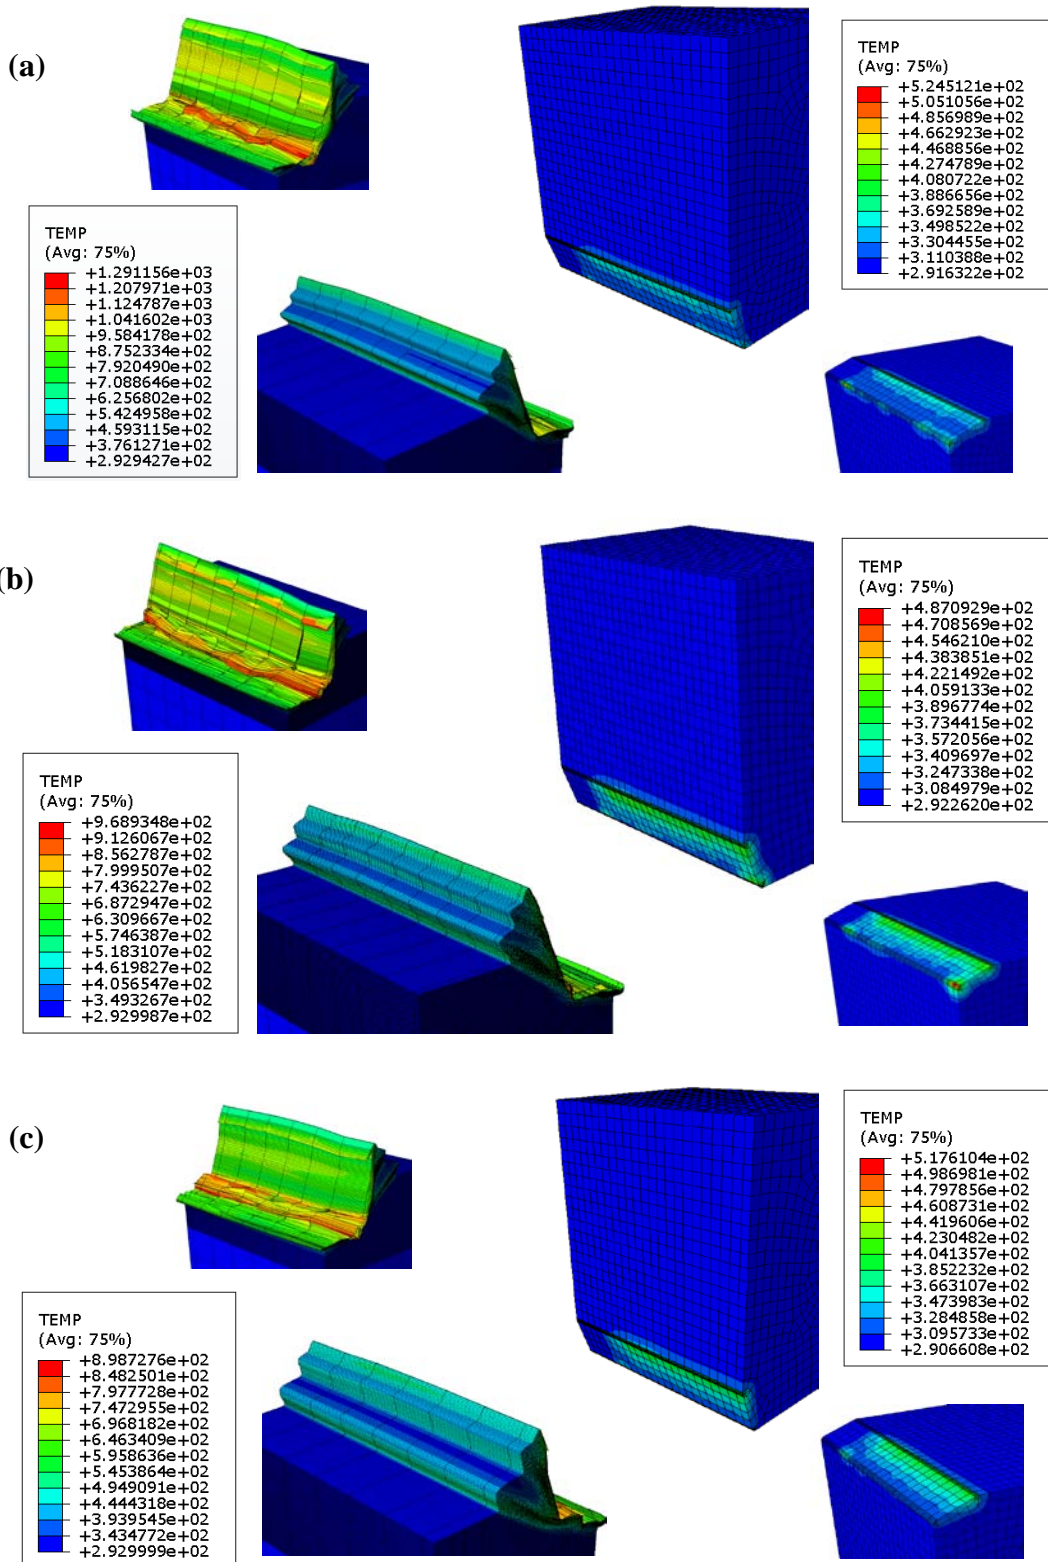 (a)
TEMP
(Avg: 75%)
+5.245121e+02
+5.051056e+02
+4.856989e+02
+4.662923e+02
+4.468856e+02
+4.274789e+02
+4.080722e+02
+3.886656e+02
+3.692589e+02
+3.498522e+02
+3.304455e+02
+3.110388e+02
+2.916322e+02
TEMP
(Avg: 75%)
+1.291156e+03
+1.207971e+03
+1.124787e+03
+1.041602e+03
+9.584178e+02
+8.752334e+02
+7.920490e+02
+7.088646e+02
+6.256802e+02
+5.424958e+02
+4.593115e+02
+3.761271e+02
+2.929427e+02
(b)
TEMP
(Avg: 75%)
+4.870929e+02
+4.708569e+02
+4.546210e+02
+4.383851e+02
+4.221492e+02
+4.059133e+02
+3.896774e+02
+3.734415e+02
+3.572056e+02
+3.409697e+02
+3.247338e+02
+3.084979e+02
+2.922620e+02
TEMP
(Avg: 75%)
+9.689348e+02
+9.126067e+02
+8.562787e+02
+7.999507e+02
+7.436227e+02
+6.872947e+02
+6.309667e+02
+5.746387e+02
+5.183107e+02
+4.619827e+02
+4.056547e+02
+3.493267e+02
+2.929987e+02
(c)
TEMP
(Avg: 75%)
+5.176104e+02
+4.986981e+02
+4.797856e+02
+4.608731e+02
+4.419606e+02
+4.230482e+02
+4.041357e+02
+3.852232e+02
+3.663107e+02
+3.473983e+02
+3.284858e+02
+3.095733e+02
+2.906608e+02
TEMP
(Avg: 75%)
+8.987276e+02
+8.482501e+02
+7.977728e+02
+7.472955e+02
+6.968182e+02
+6.463409e+02
+5.958636e+02
+5.453864e+02
+4.949091e+02
+4.444318e+02
+3.939545e+02
+3.434772e+02
+2.929999e+02